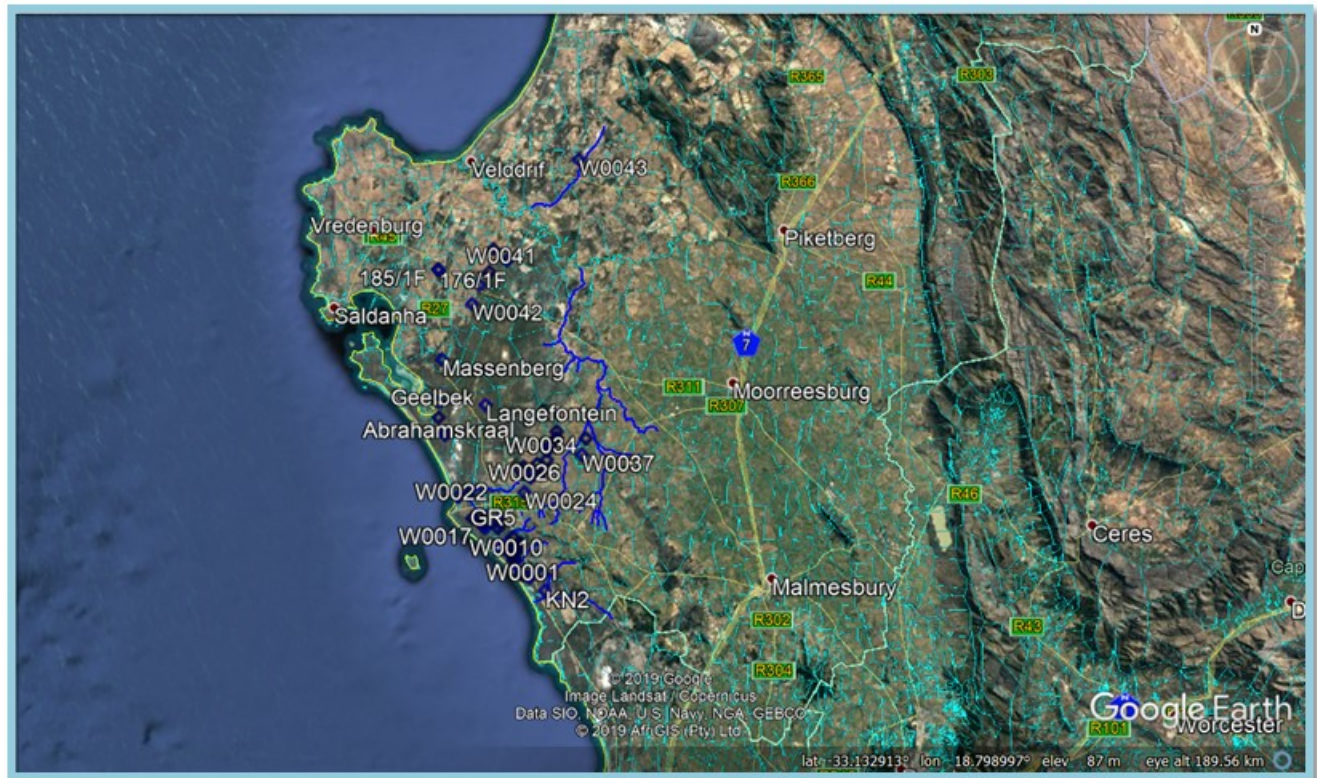 N
R365
R303
Velddrif
W0043
R366
Vredenburg
R45
Piketberg
W0041
185/1F
176/1F
R44
R27
W0042
Saldanha
N
7
Massenberg
R311
Moorreesburg
Geelbek
R307
Langefontein
Abrahamskraal
W0034
W0037
W0026
W0022
W0024
R46
GR5
W0017
W0010
Ceres
W0001
Cap
KN2
Malmesbury
D
R302
R43
R304
© 2019 Google
Image Landsat / Copernicus
Data SIO, NOAA, U.S. Navy, NGA, GEBCO
© 2019 AfriGIS (Pty) Ltd.
Google Earth
R101
Worcester
lat -33.132913° lon 18.798997° elev 87 m eye alt 189.56 km